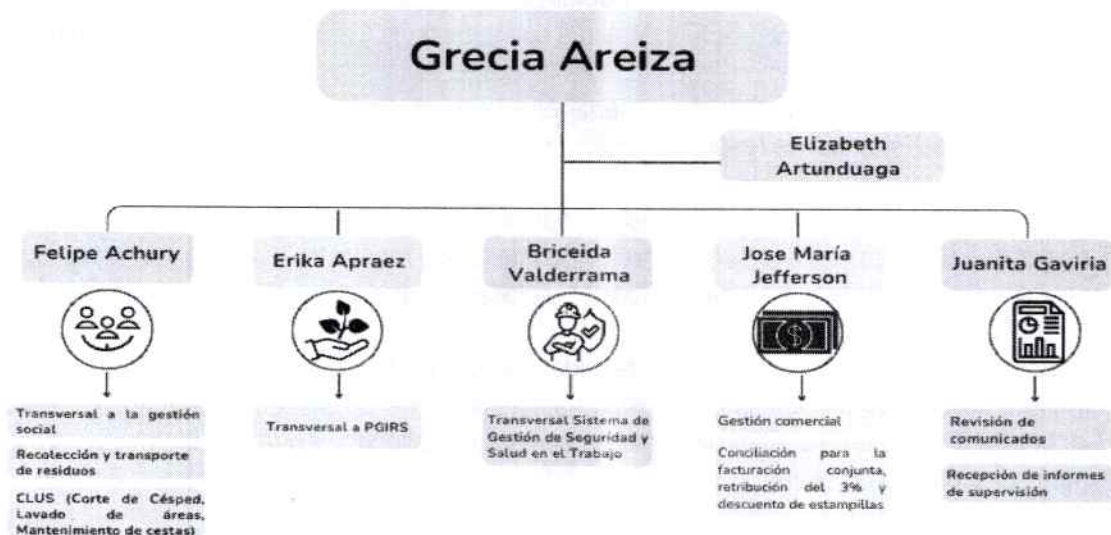 Grecia Areiza
Elizabeth
Artunduaga
Felipe Achury
Erika Apraez
Briceida
Valderrama
Jose María
Jefferson
Juanita Gaviria
Transversal a la gestión
social
Recolección y transporte
de residuos
CLUS (Corte de Césped,
Lavado de áreas,
Mantenimiento de cestas)
Transversal a PGIRS
Transversal Sistema de
Gestión de Seguridad y
Salud en el Trabajo
Gestión comercial
Conciliación para la
facturación conjunta,
retribución del 3% y
descuento de estampillas
Revisión de
comunicados
Recepción de informes
de supervisión